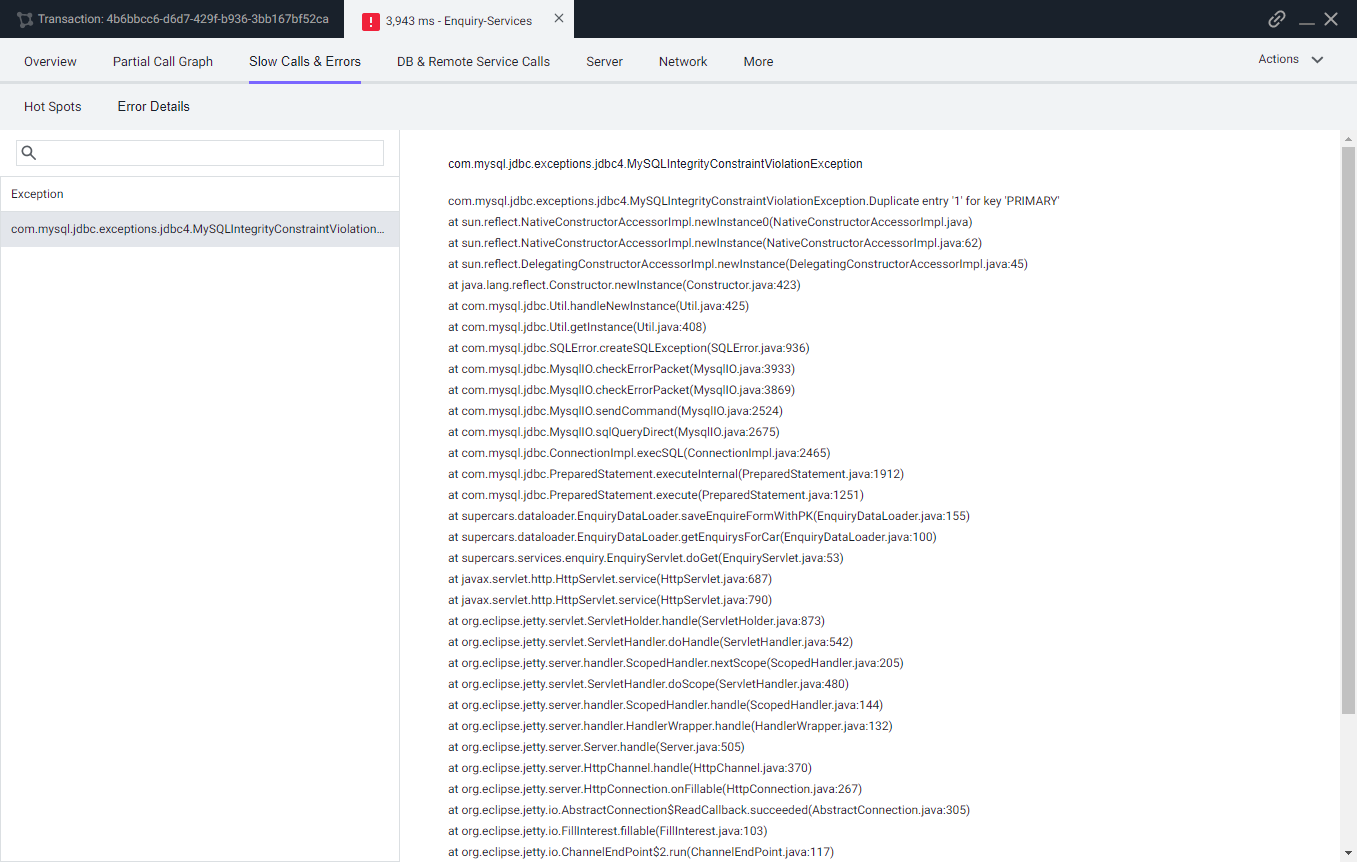 Transaction: 4b6bbcc6-d6d7-429f-b936-3bb167bf52ca
! 3,943 ms - Enquiry-Services
Overview Partial Call Graph Slow Calls & Errors DB & Remote Service Calls Server Network More Actions
Hot Spots Error Details
Exception
com.mysql.jdbc.exceptions.jdbc4.MySQLIntegrityConstraintViolation...
com.mysql.jdbc.exceptions.jdbc4.MySQLIntegrityConstraintViolationException
com.mysql.jdbc.exceptions.jdbc4.MySQLIntegrityConstraintViolationException.Duplicate entry '1' for key 'PRIMARY'
at sun.reflect.NativeConstructorAccessorImpl.newInstance0(NativeConstructorAccessorImpl.java)
at sun.reflect.NativeConstructorAccessorImpl.newInstance(NativeConstructorAccessorImpl.java:62)
at sun.reflect.DelegatingConstructorAccessorImpl.newInstance(DelegatingConstructorAccessorImpl.java:45)
at java.lang.reflect.Constructor.newInstance(Constructor.java:423)
at com.mysql.jdbc.Util.handleNewInstance(Util.java:425)
at com.mysql.jdbc.Util.getInstance(Util.java:408)
at com.mysql.jdbc.SQLError.createSQLException(SQLError.java:936)
at com.mysql.jdbc.MysqlIO.checkErrorPacket(MysqlIO.java:3933)
at com.mysql.jdbc.MysqlIO.checkErrorPacket(MysqlIO.java:3869)
at com.mysql.jdbc.MysqlIO.sendCommand(MysqlIO.java:2524)
at com.mysql.jdbc.MysqlIO.sqlQueryDirect(MysqlIO.java:2675)
at com.mysql.jdbc.ConnectionImpl.execSQL(ConnectionImpl.java:2465)
at com.mysql.jdbc.PreparedStatement.executeInternal(PreparedStatement.java:1912)
at com.mysql.jdbc.PreparedStatement.execute(PreparedStatement.java:1251)
at supercars.dataloader.EnquiryDataLoader.saveEnquireFormWithPK(EnquiryDataLoader.java:155)
at supercars.dataloader.EnquiryDataLoader.getEnquirysForCar(EnquiryDataLoader.java:100)
at supercars.services.enquiry.EnquiryServlet.doGet(EnquiryServlet.java:53)
at javax.servlet.http.HttpServlet.service(HttpServlet.java:687)
at javax.servlet.http.HttpServlet.service(HttpServlet.java:790)
at org.eclipse.jetty.servlet.ServletHolder.handle(ServletHolder.java:873)
at org.eclipse.jetty.servlet.ServletHandler.doHandle(ServletHandler.java:542)
at org.eclipse.jetty.server.handler.ScopedHandler.nextScope(ScopedHandler.java:205)
at org.eclipse.jetty.servlet.ServletHandler.doScope(ServletHandler.java:480)
at org.eclipse.jetty.server.handler.ScopedHandler.handle(ScopedHandler.java:144)
at org.eclipse.jetty.server.handler.HandlerWrapper.handle(HandlerWrapper.java:132)
at org.eclipse.jetty.server.Server.handle(Server.java:505)
at org.eclipse.jetty.server.HttpChannel.handle(HttpChannel.java:370)
at org.eclipse.jetty.server.HttpConnection.onFillable(HttpConnection.java:267)
at org.eclipse.jetty.io.AbstractConnection$ReadCallback.succeeded(AbstractConnection.java:305)
at org.eclipse.jetty.io.FillInterest.fillable(FillInterest.java:103)
at org.eclipse.jetty.io.ChannelEndPoint$2.run(ChannelEndPoint.java:117)